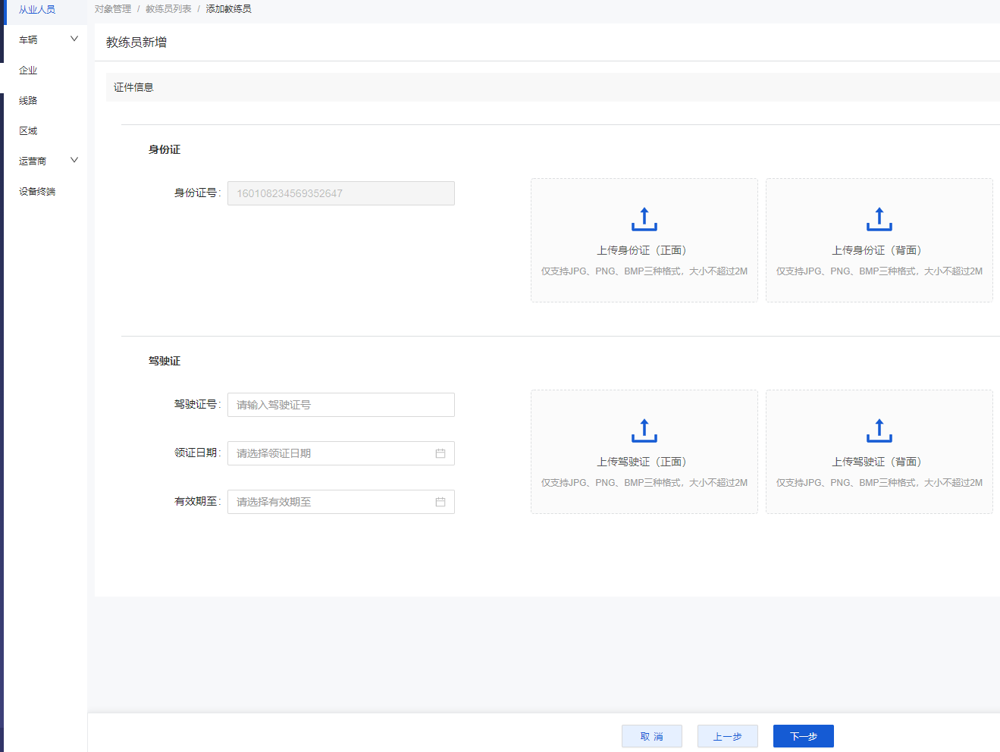 从业人员
车辆
企业
线路
区域
运营商
设备终端
对象管理 / 教练员列表 / 添加教练员
教练员新增
证件信息
身份证
身份证号: 160108234569352647
上传身份证（正面）
仅支持JPG、PNG、BMP三种格式，大小不超过2M
上传身份证（背面）
仅支持JPG、PNG、BMP三种格式，大小不超过2M
驾驶证
驾驶证号: 请输入驾驶证号
领证日期: 请选择领证日期
有效期至: 请选择有效期至
上传驾驶证（正面）
仅支持JPG、PNG、BMP三种格式，大小不超过2M
上传驾驶证（背面）
仅支持JPG、PNG、BMP三种格式，大小不超过2M
取 消
上一步
下一步